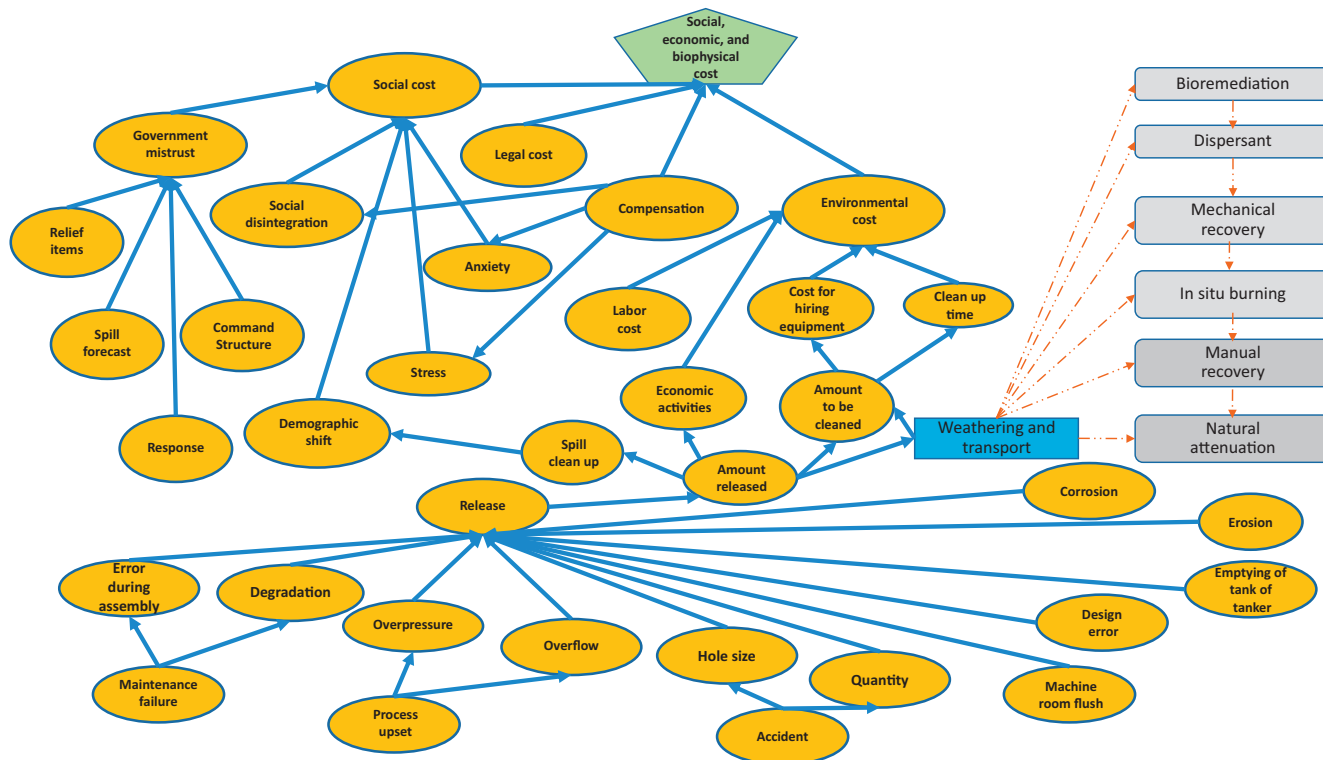 Social,
economic, and
biophysical
cost
Social cost
Bioremediation
Government
mistrust
Legal cost
Dispersant
Relief
items
Social
disintegration
Compensation
Environmental
cost
Mechanical
recovery
Anxiety
Spill
forecast
Command
Structure
Labor
cost
Cost for
hiring
equipment
Clean up
time
In situ burning
Stress
Manual
recovery
Response
Demographic
shift
Economic
activities
Amount
to be
cleaned
Weathering and
transport
Natural
attenuation
Spill
clean up
Amount
released
Release
Corrosion
Erosion
Error
during
assembly
Degradation
Overpressure
Overflow
Hole size
Quantity
Design
error
Emptying of
tank of
tanker
Maintenance
failure
Process
upset
Accident
Machine
room flush